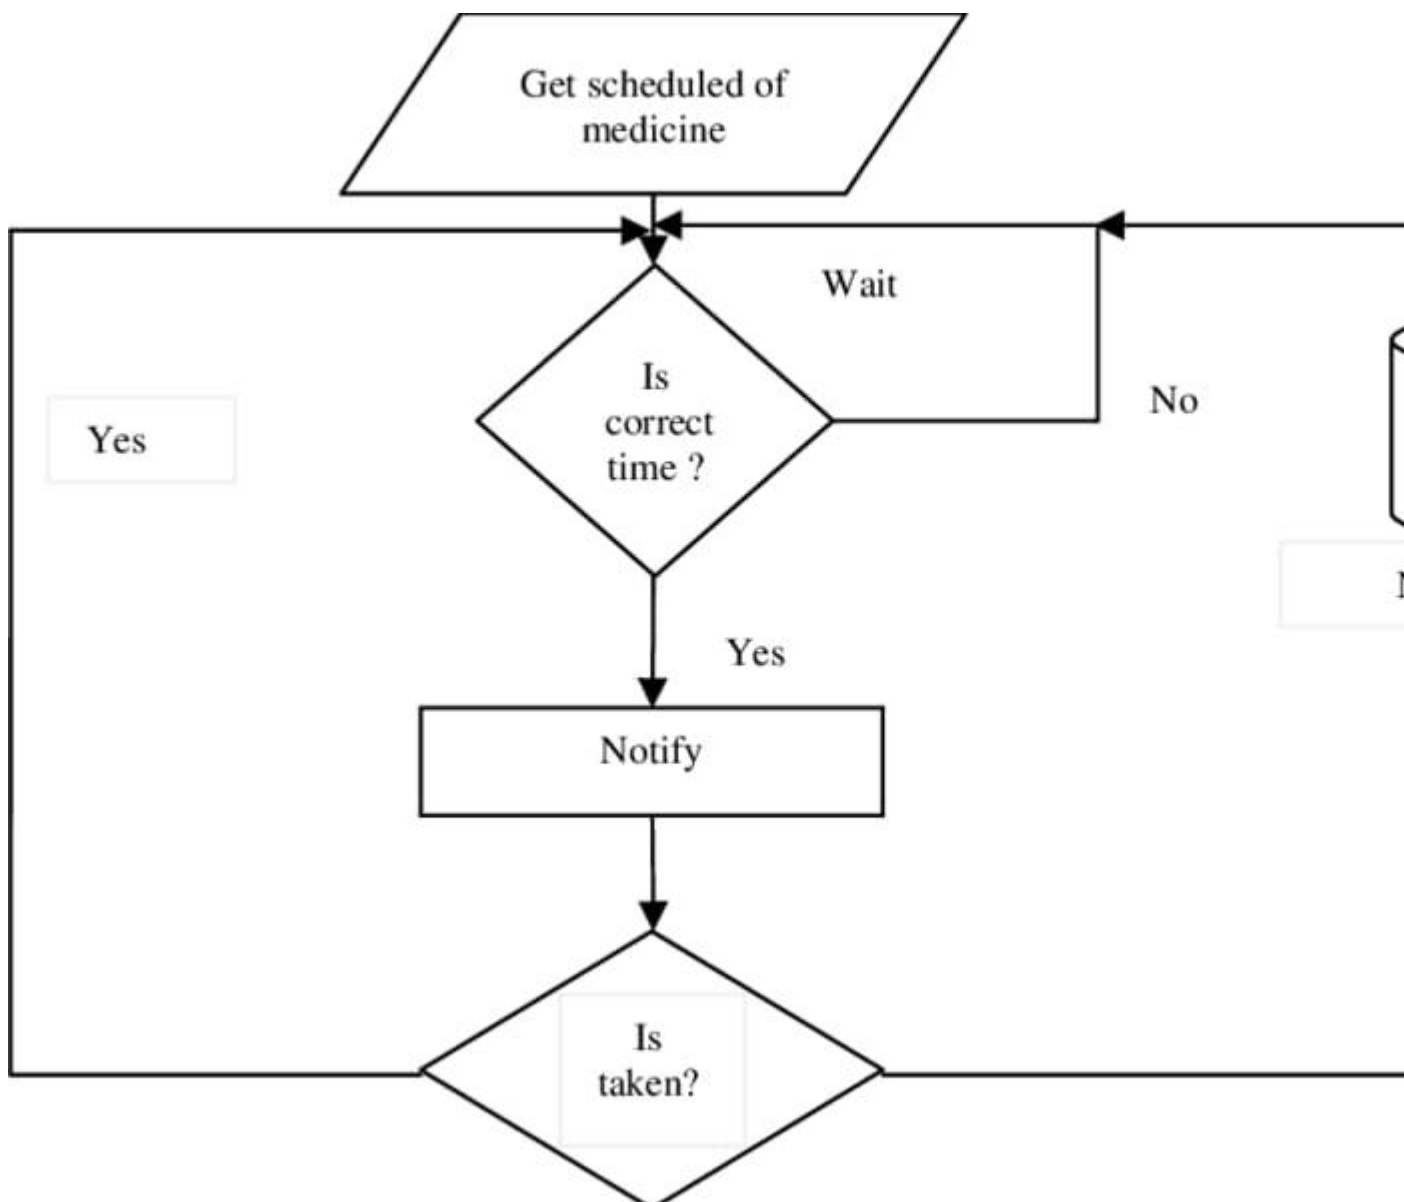 Get scheduled of
medicine
Wait
Is
correct
time ?
No
Yes
Yes
Notify
Is
taken?